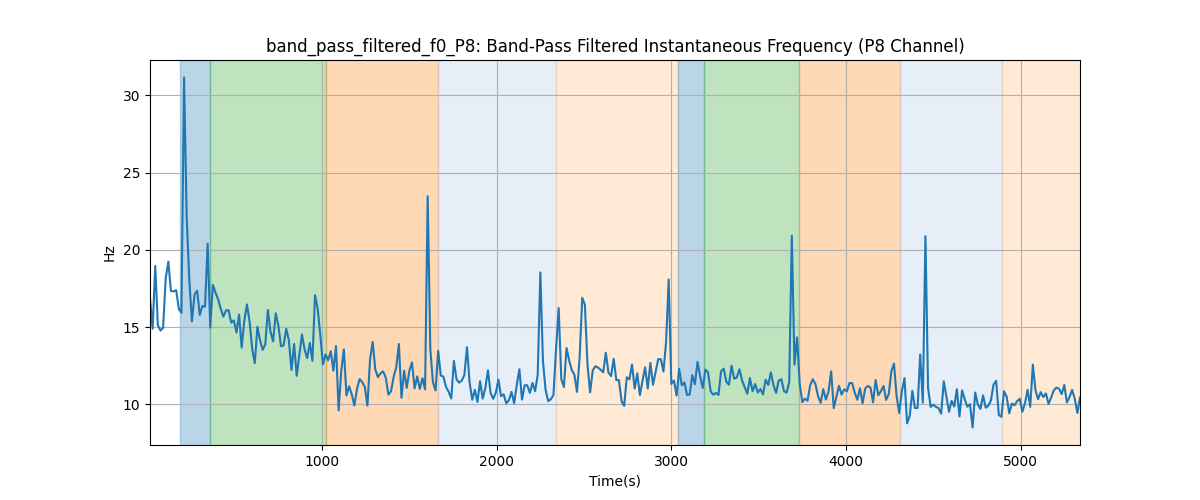 band_pass_filtered_f0_P8: Band-Pass Filtered Instantaneous Frequency (P8 Channel)
30
25
20
15
10
Hz
1000 2000 3000 4000 5000
Time(s)